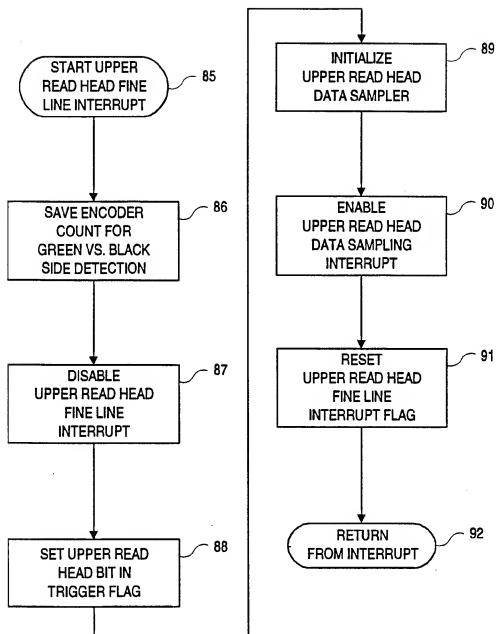 START UPPER
READ HEAD FINE
LINE INTERRUPT
85
SAVE ENCODER
COUNT FOR
GREEN VS. BLACK
SIDE DETECTION
86
DISABLE
UPPER READ HEAD
FINE LINE
INTERRUPT
87
SET UPPER READ
HEAD BIT IN
TRIGGER FLAG
88
INITIALIZE
UPPER READ HEAD
DATA SAMPLER
89
ENABLE
UPPER READ HEAD
DATA SAMPLING
INTERRUPT
90
RESET
UPPER READ HEAD
FINE LINE
INTERRUPT FLAG
91
RETURN
FROM INTERRUPT
92